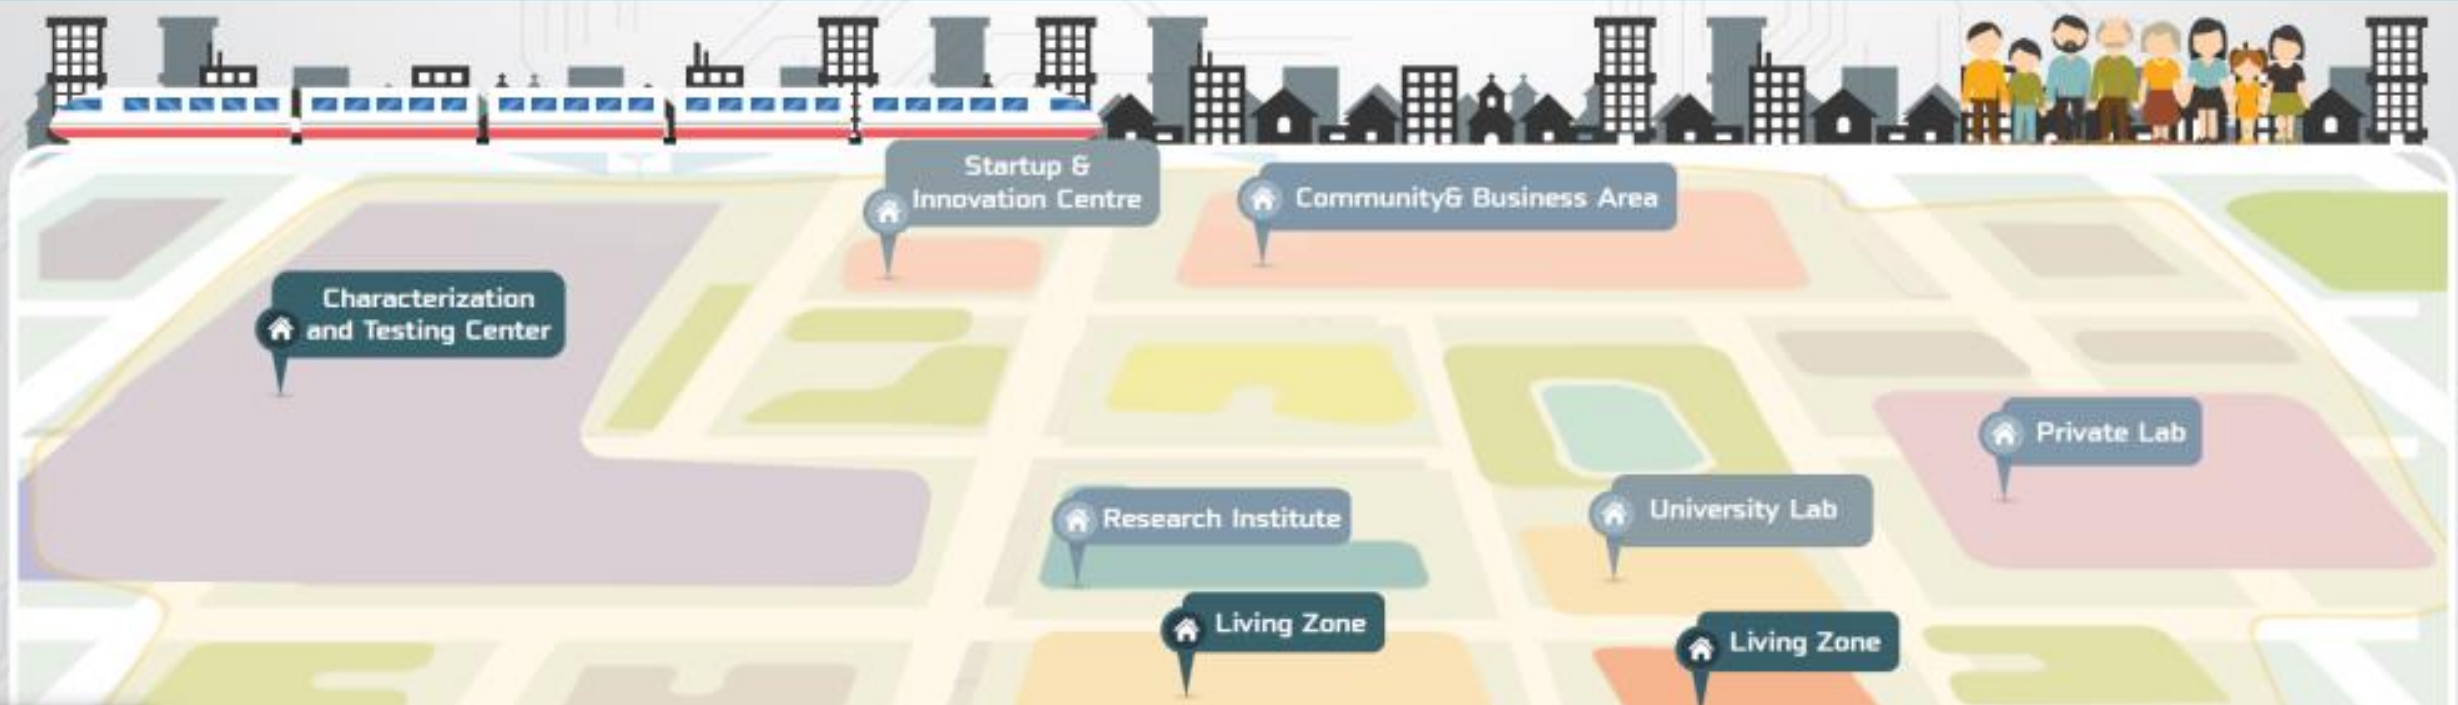 Startup &
Innovation Centre
Community& Business Area
Characterization
and Testing Center
Private Lab
Research Institute
University Lab
Living Zone
Living Zone